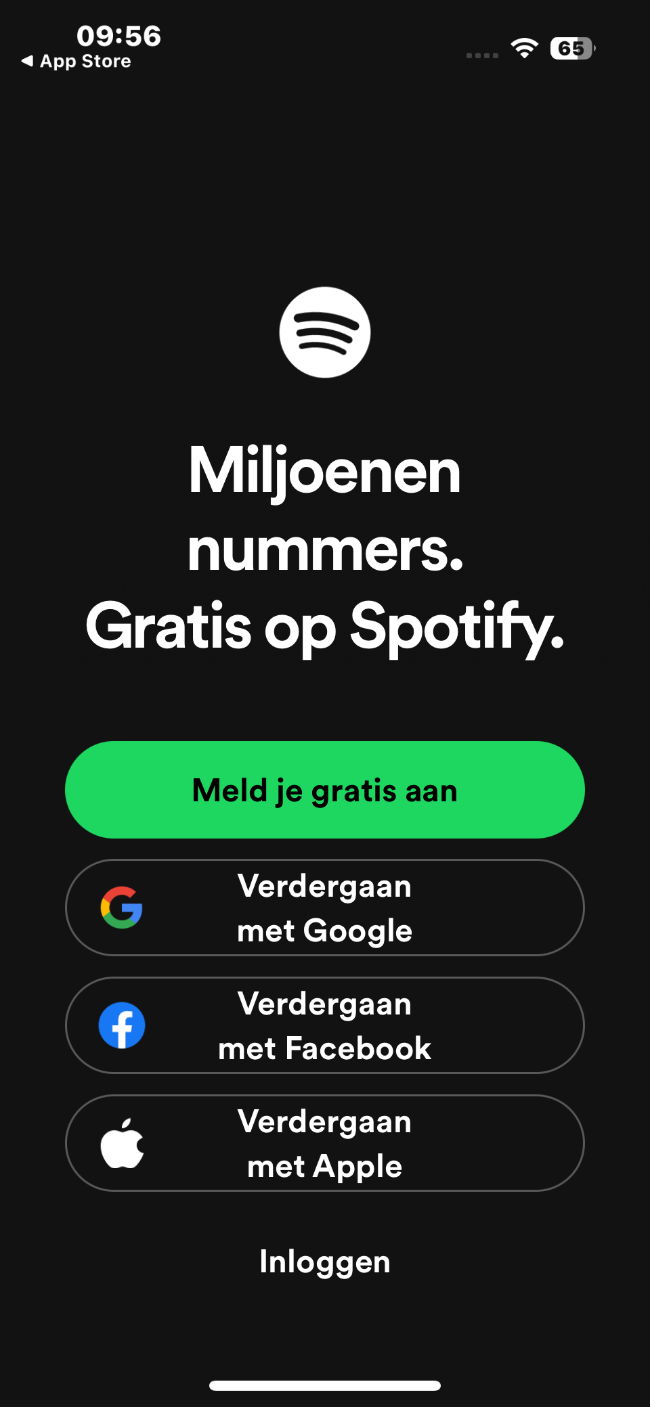 09:56
◀ App Store
65
Miljoenen
nummers.
Gratis op Spotify.
Meld je gratis aan
Verdergaan
met Google
Verdergaan
met Facebook
Verdergaan
met Apple
Inloggen